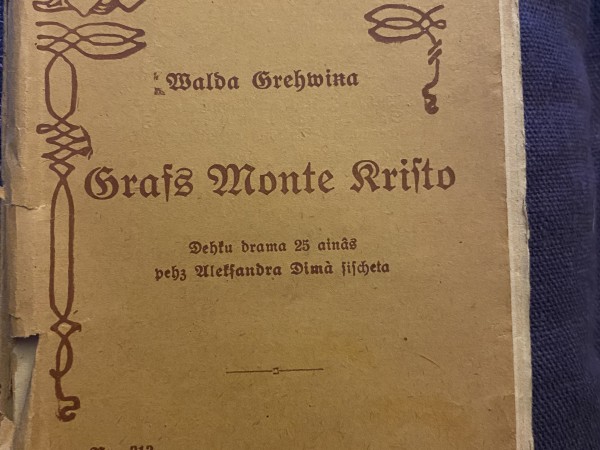 Walda Grehwina
Grafs Monte Kriſto
Dehku drama 25 ainâs
pehz Alekſandra Dimà ſiſcheta